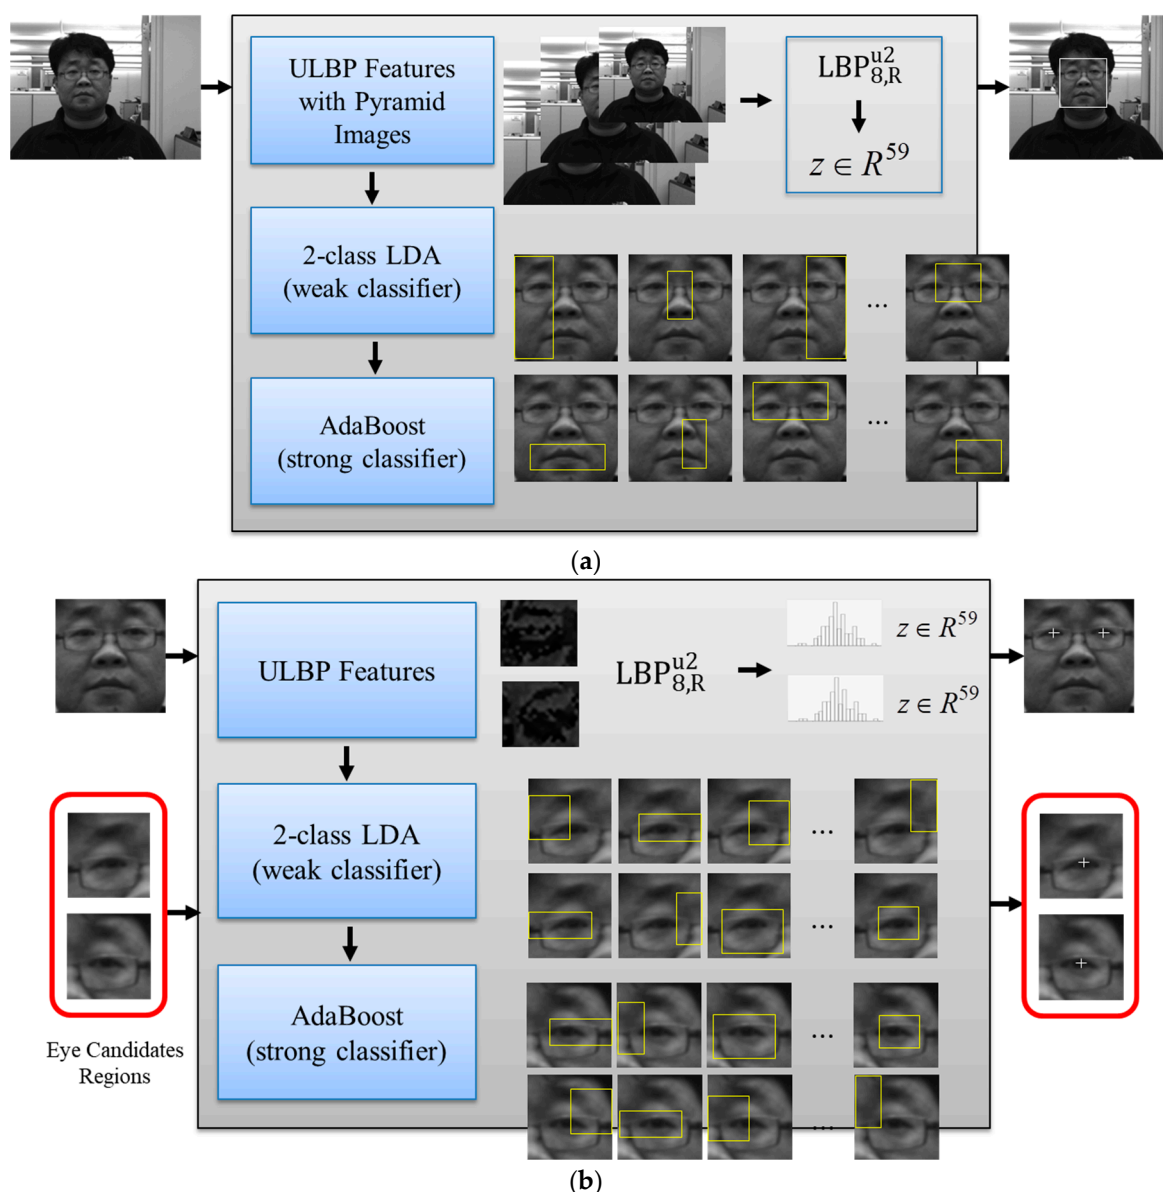 ULBP Features
with Pyramid
Images
LBP^{u2}_{8,R}
z ∈ R^{59}
2-class LDA
(weak classifier)
...
AdaBoost
(strong classifier)
...
(a)
ULBP Features
LBP^{u2}_{8,R}
z ∈ R^{59}
z ∈ R^{59}
2-class LDA
(weak classifier)
...
...
AdaBoost
(strong classifier)
...
...
Eye Candidates
Regions
(b)